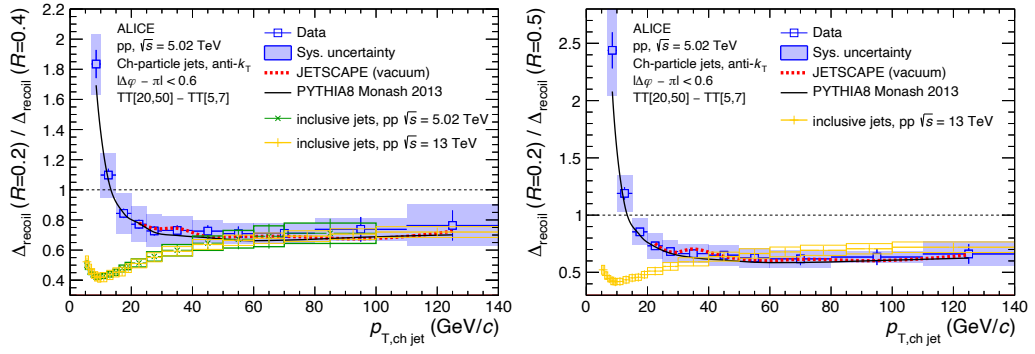 Δrecoil (R=0.2) / Δrecoil (R=0.4)
2.2
2
1.8
1.6
1.4
1.2
1
0.8
0.6
0.4
ALICE
pp, √s = 5.02 TeV
Ch-particle jets, anti-kT
|Δφ − π| < 0.6
TT[20,50] − TT[5,7]
Data
Sys. uncertainty
JETSCAPE (vacuum)
PYTHIA8 Monash 2013
inclusive jets, pp √s = 5.02 TeV
inclusive jets, pp √s = 13 TeV
0 20 40 60 80 100 120 140
pT,ch jet (GeV/c)
Δrecoil (R=0.2) / Δrecoil (R=0.5)
2.5
2
1.5
1
0.5
ALICE
pp, √s = 5.02 TeV
Ch-particle jets, anti-kT
|Δφ − π| < 0.6
TT[20,50] − TT[5,7]
Data
Sys. uncertainty
JETSCAPE (vacuum)
PYTHIA8 Monash 2013
inclusive jets, pp √s = 13 TeV
0 20 40 60 80 100 120 140
pT,ch jet (GeV/c)